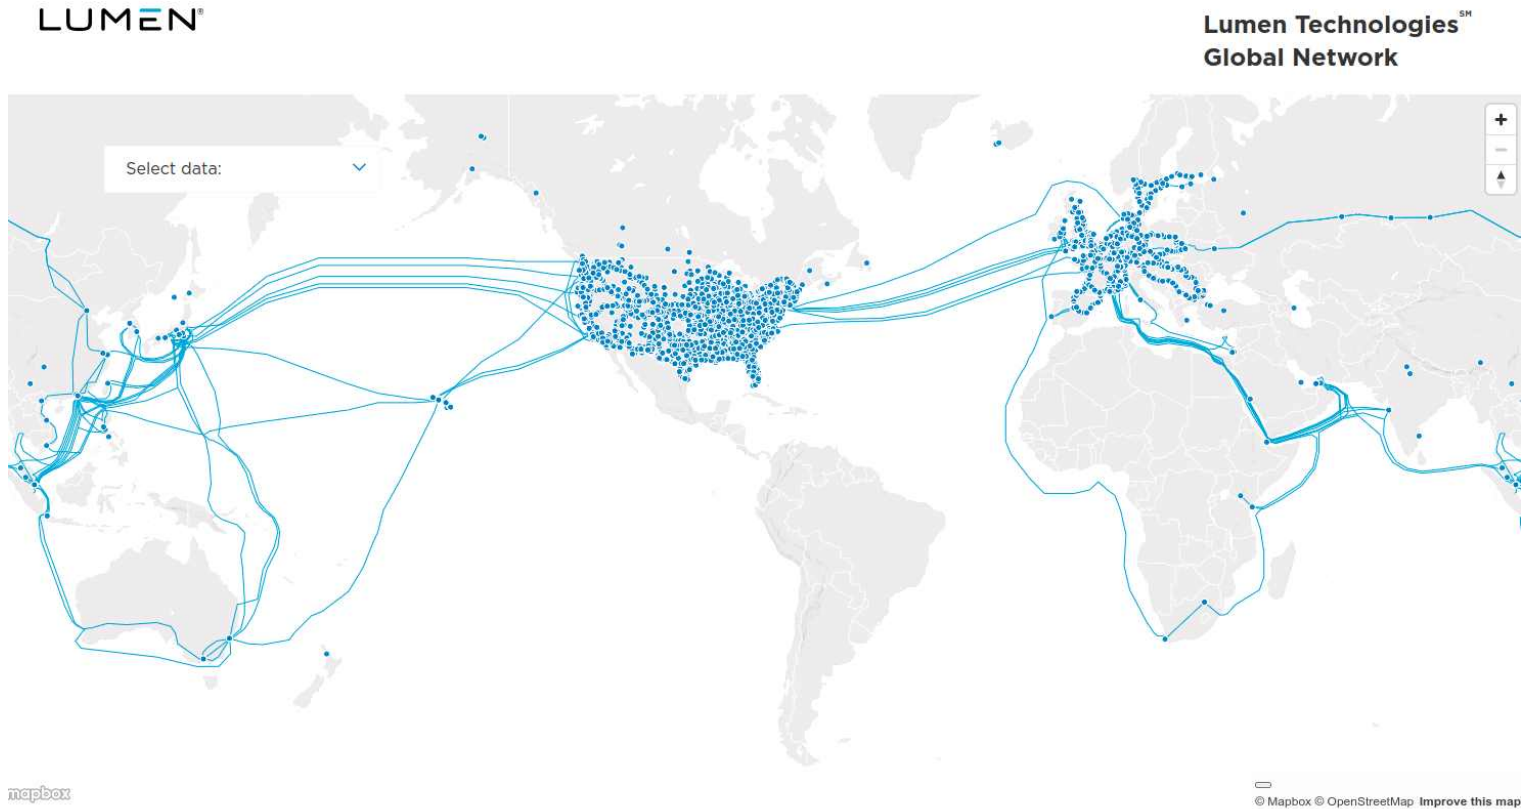 LUMEN®
Lumen Technologies℠
Global Network
Select data:
mapbox
© Mapbox © OpenStreetMap Improve this map